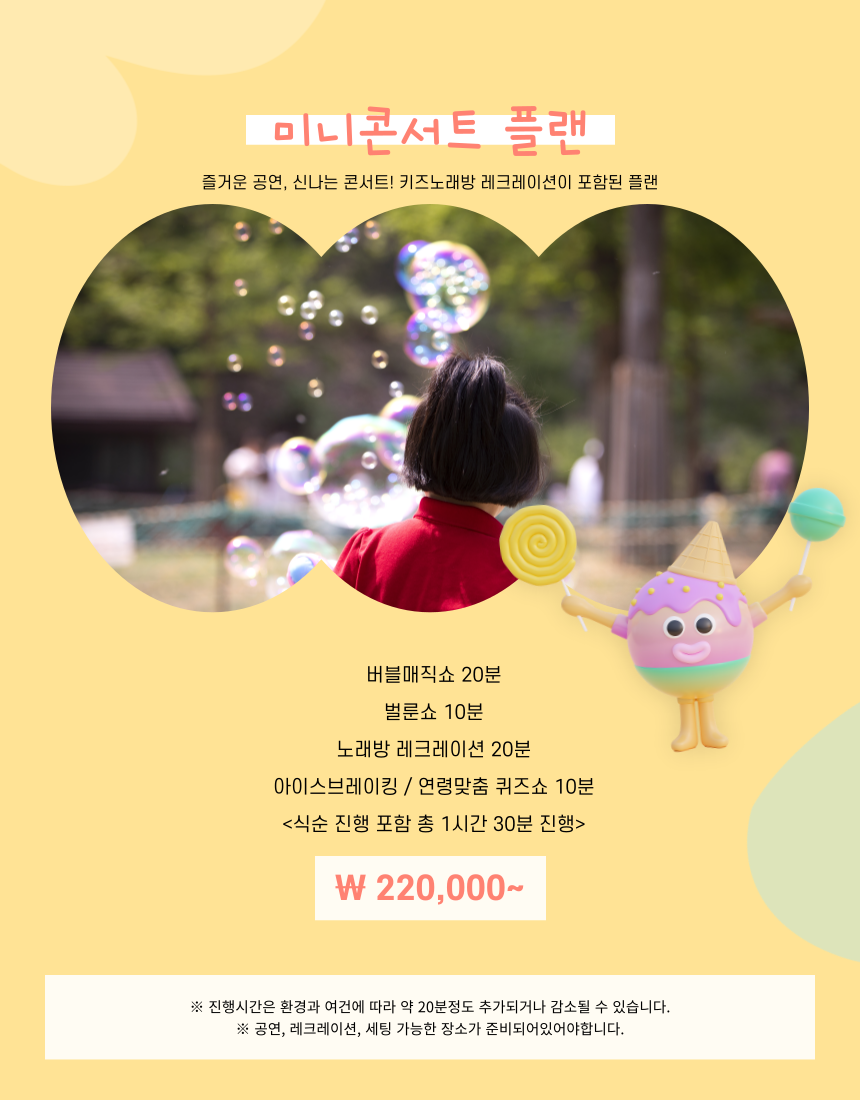 미니콘서트 플랜
즐거운 공연, 신나는 콘서트! 키즈노래방 레크레이션이 포함된 플랜
버블매직쇼 20분
벌룬쇼 10분
노래방 레크레이션 20분
아이스브레이킹 / 연령맞춤 퀴즈쇼 10분
<식순 진행 포함 총 1시간 30분 진행>
₩ 220,000~
※ 진행시간은 환경과 여건에 따라 약 20분정도 추가되거나 감소될 수 있습니다.
※ 공연, 레크레이션, 세팅 가능한 장소가 준비되어있어야합니다.